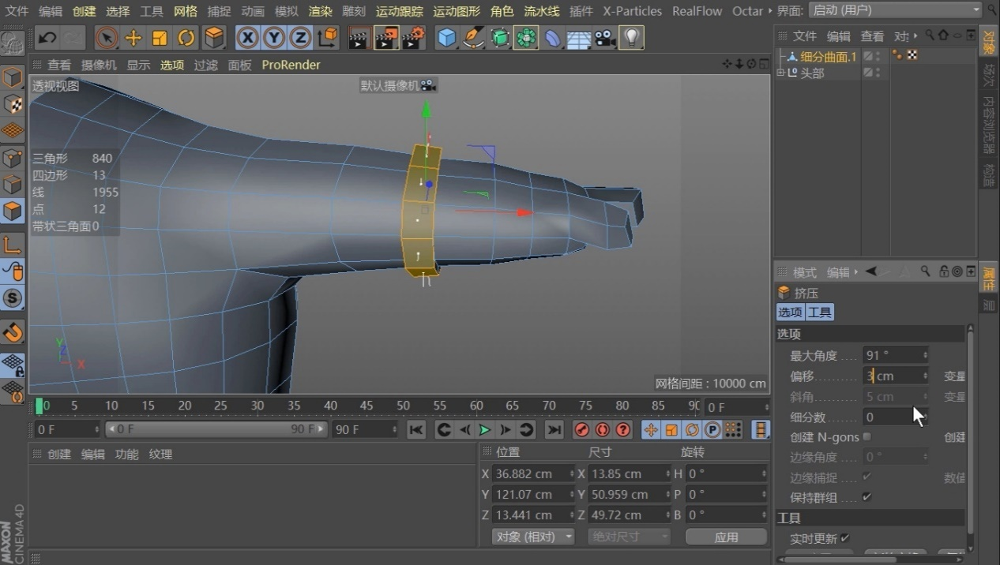 文件 编辑 创建 选择 工具 网格 捕捉 动画 模拟 渲染 雕刻 运动跟踪 运动图形 角色 流水线 插件 X-Particles RealFlow Octar 界面: 启动 (用户)
文件 编辑 查看
查看 摄像机 显示 选项 过滤 面板 ProRender
细分曲面.1
头部
透视视图
默认摄像机
三角形 840
四边形 13
线 1955
点 12
带状三角面 0
Y
Z
X
网格间距 : 10000 cm
对象
场次
内容浏览器
构造
模式 编辑
属性
层
挤压
选项 工具
选项
最大角度 .... 91 °
偏移 ........ 3 cm 变量
斜角 ........ 5 cm 变量
细分数 ..... 0
创建 N-gons 创建
边缘角度 .... 0 °
边缘捕捉 ....
保持群组 ....
工具
实时更新
0 5 10 15 20 25 30 35 40 45 50 55 60 65 70 75 80 85 90 0 F
0 F 0 F 90 F 90 F
创建 编辑 功能 纹理
位置 尺寸 旋转
X 36.882 cm X 13.85 cm H 0 °
Y 121.07 cm Y 50.959 cm P 0 °
Z 13.441 cm Z 49.72 cm B 0 °
对象 (相对) 绝对尺寸 应用
MAXON
CINEMA 4D